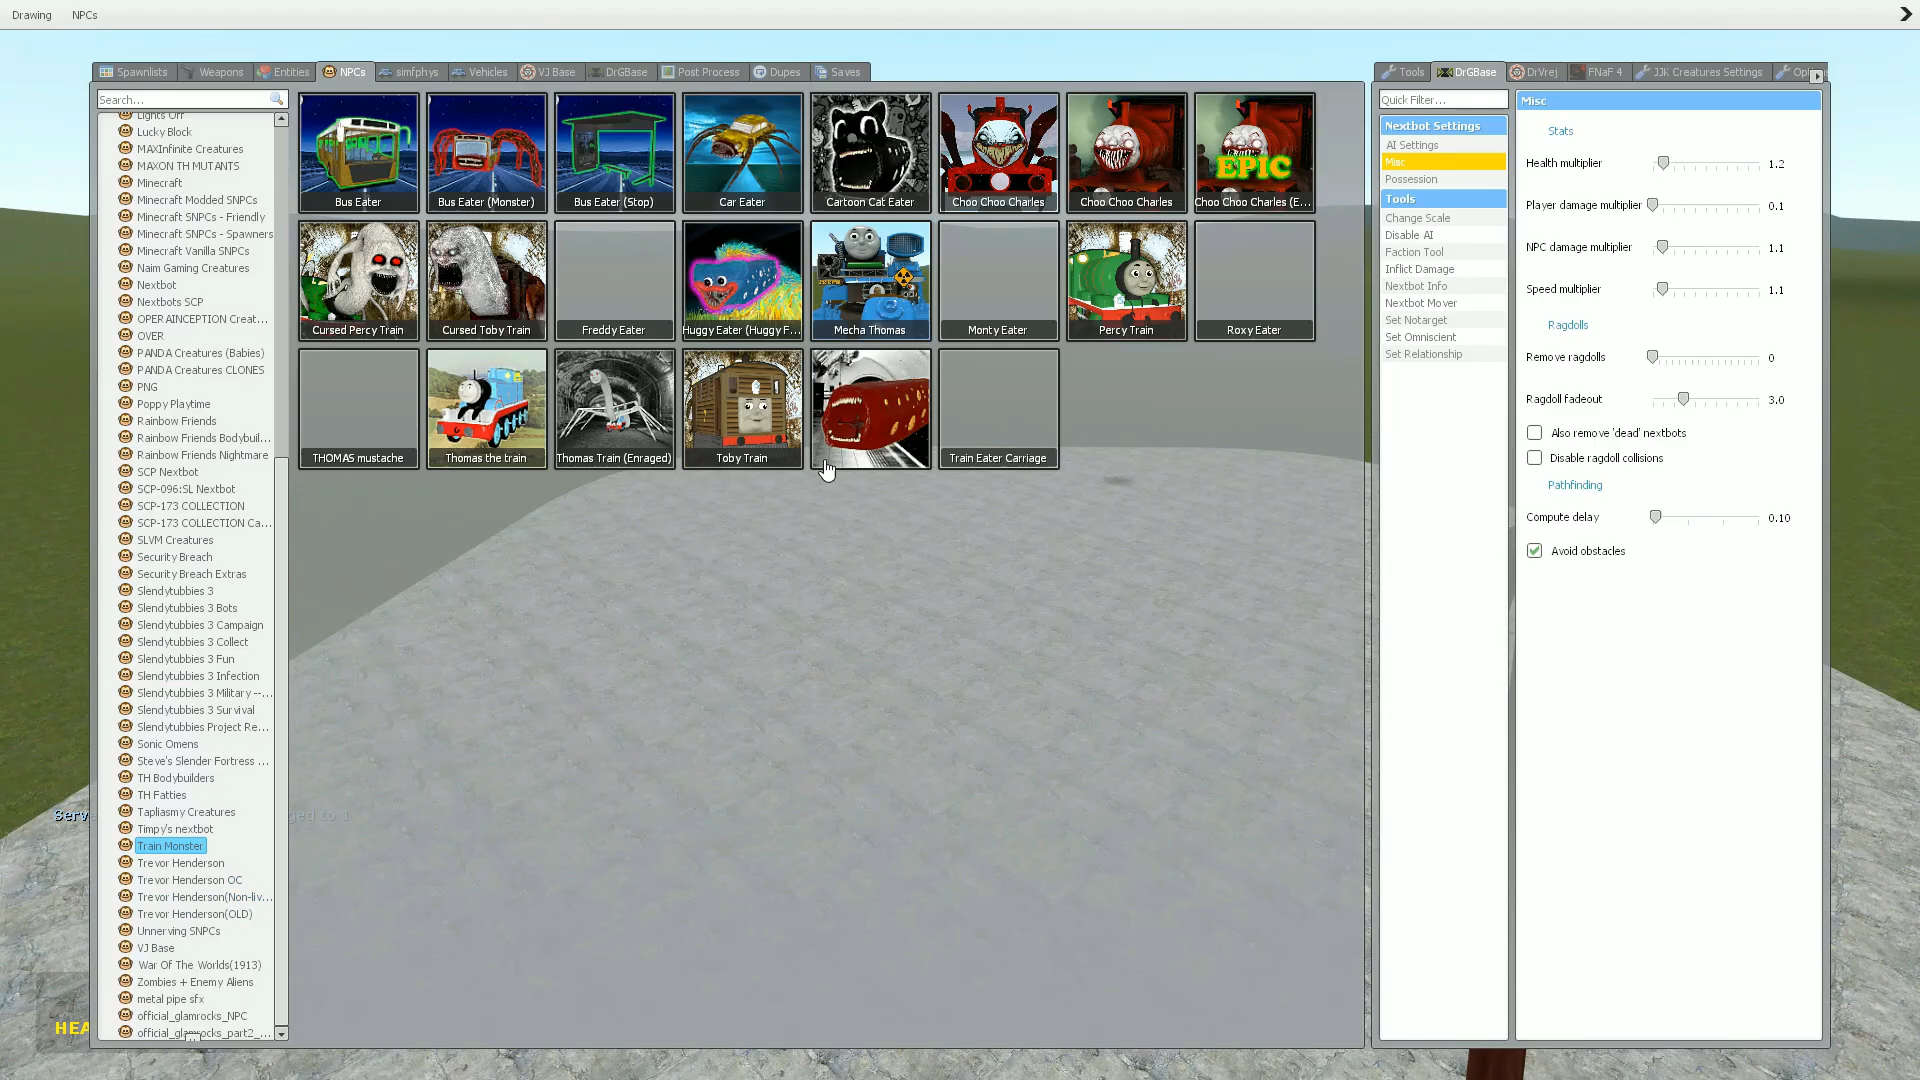 Drawing NPCs
Spawnlists Weapons Entities NPCs simfphys Vehicles VJ Base DrGBase Post Process Dupes Saves
Search...
Lights Off
Lucky Block
MAXInfinite Creatures
MAXON TH MUTANTS
Minecraft
Minecraft Modded SNPCs
Minecraft SNPCs - Friendly
Minecraft SNPCs - Spawners
Minecraft Vanilla SNPCs
Naim Gaming Creatures
Nextbot
Nextbots SCP
OPERAINCEPTION Creat...
OVER
PANDA Creatures (Babies)
PANDA Creatures CLONES
PNG
Poppy Playtime
Rainbow Friends
Rainbow Friends Bodybuil...
Rainbow Friends Nightmare
SCP Nextbot
SCP-096:SL Nextbot
SCP-173 COLLECTION
SCP-173 COLLECTION Ca...
SLVM Creatures
Security Breach
Security Breach Extras
Slendytubbies 3
Slendytubbies 3 Bots
Slendytubbies 3 Campaign
Slendytubbies 3 Collect
Slendytubbies 3 Fun
Slendytubbies 3 Infection
Slendytubbies 3 Military --...
Slendytubbies 3 Survival
Slendytubbies Project Re...
Sonic Omens
Steve's Slender Fortress ...
TH Bodybuilders
TH Fatties
Tapliasmy Creatures
Timpy's nextbot
Train Monster
Trevor Henderson
Trevor Henderson OC
Trevor Henderson(Non-liv...
Trevor Henderson(OLD)
Unnerving SNPCs
VJ Base
War Of The Worlds(1913)
Zombies + Enemy Aliens
metal pipe sfx
official_glamrocks_NPC
official_glamrocks_part2_...
Bus Eater Bus Eater (Monster) Bus Eater (Stop) Car Eater Cartoon Cat Eater Choo Choo Charles Choo Choo Charles EPIC Choo Choo Charles (E...
Cursed Percy Train Cursed Toby Train Freddy Eater Huggy Eater (Huggy F... Mecha Thomas Monty Eater Percy Train Roxy Eater
THOMAS mustache Thomas the train Thomas Train (Enraged) Toby Train Train Eater Carriage
Serv ged to 1
HEA
Tools DrGBase DrVrej FNaF 4 JJK Creatures Settings Opti
Quick Filter...
Nextbot Settings
AI Settings
Misc
Possession
Tools
Change Scale
Disable AI
Faction Tool
Inflict Damage
Nextbot Info
Nextbot Mover
Set Notarget
Set Omniscient
Set Relationship
Misc
Stats
Health multiplier 1.2
Player damage multiplier 0.1
NPC damage multiplier 1.1
Speed multiplier 1.1
Ragdolls
Remove ragdolls 0
Ragdoll fadeout 3.0
Also remove 'dead' nextbots
Disable ragdoll collisions
Pathfinding
Compute delay 0.10
Avoid obstacles